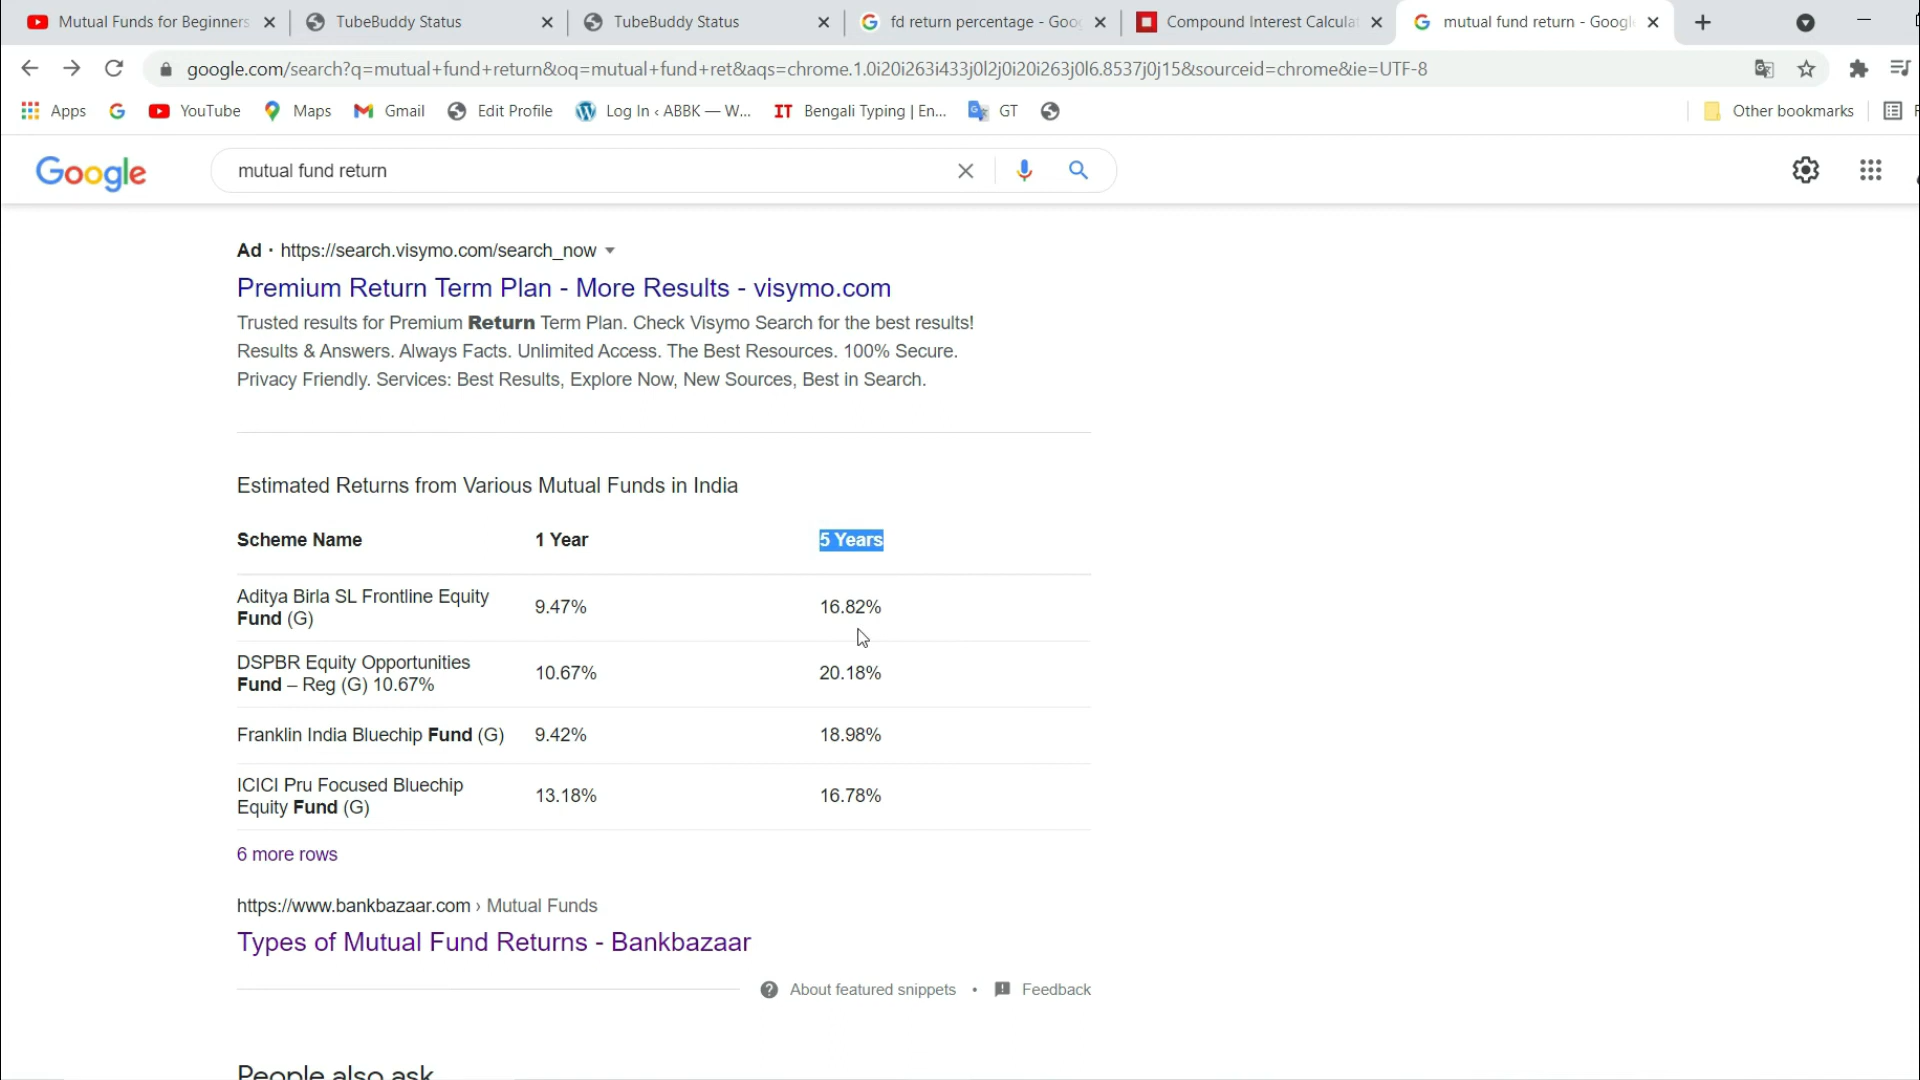 Mutual Funds for Beginners
TubeBuddy Status
TubeBuddy Status
fd return percentage - Goo
Compound Interest Calculat
mutual fund return - Googl
google.com/search?q=mutual+fund+return&oq=mutual+fund+ret&aqs=chrome.1.0i20i263i433j0l2j0i20i263j0l6.8537j0j15&sourceid=chrome&ie=UTF-8
Apps
YouTube
Maps
Gmail
Edit Profile
Log In ‹ ABBK — W...
IT Bengali Typing | En...
GT
Other bookmarks
Google
mutual fund return
Ad · https://search.visymo.com/search_now
Premium Return Term Plan - More Results - visymo.com
Trusted results for Premium Return Term Plan. Check Visymo Search for the best results!
Results & Answers. Always Facts. Unlimited Access. The Best Resources. 100% Secure.
Privacy Friendly. Services: Best Results, Explore Now, New Sources, Best in Search.
Estimated Returns from Various Mutual Funds in India
Scheme Name 1 Year 5 Years
Aditya Birla SL Frontline Equity
Fund (G) 9.47% 16.82%
DSPBR Equity Opportunities
Fund – Reg (G) 10.67% 10.67% 20.18%
Franklin India Bluechip Fund (G) 9.42% 18.98%
ICICI Pru Focused Bluechip
Equity Fund (G) 13.18% 16.78%
6 more rows
https://www.bankbazaar.com › Mutual Funds
Types of Mutual Fund Returns - Bankbazaar
About featured snippets • Feedback
People also ask